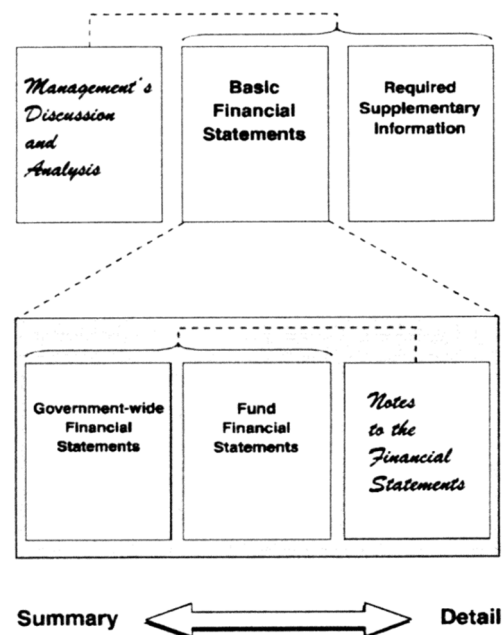 Management's
Discussion
and
Analysis
Basic
Financial
Statements
Required
Supplementary
Information
Government-wide
Financial
Statements
Fund
Financial
Statements
Notes
to the
Financial
Statements
Summary
Detail